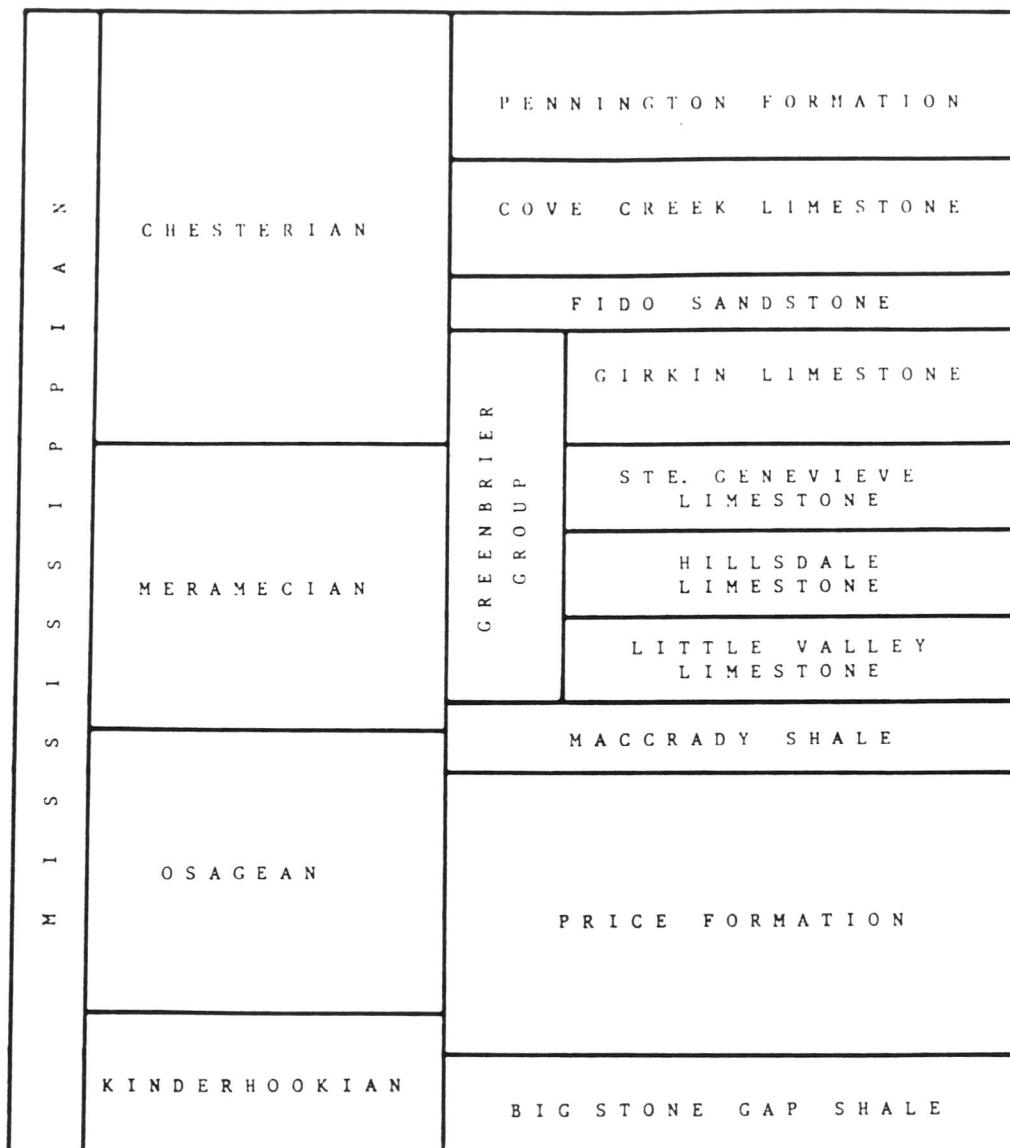 MISSISSIPPIAN
CHESTERIAN
MERAMECIAN
OSAGEAN
KINDERHOOKIAN
PENNINGTON FORMATION
COVE CREEK LIMESTONE
FIDO SANDSTONE
GREENBRIER
GROUP
GIRKIN LIMESTONE
STE. GENEVIEVE
LIMESTONE
HILLSDALE
LIMESTONE
LITTLE VALLEY
LIMESTONE
MACCRADY SHALE
PRICE FORMATION
BIG STONE GAP SHALE